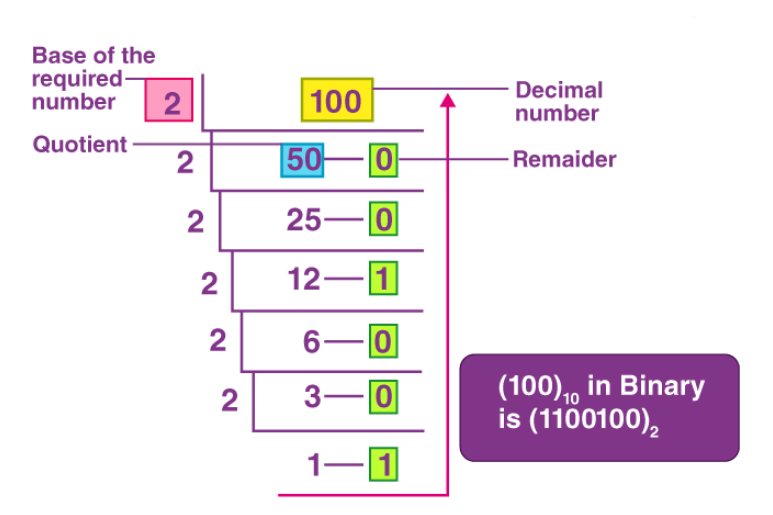 Base of the
required
number
2
100
Decimal
number
Quotient
2
50
0
Remaider
2
25
0
2
12
1
2
6
0
2
3
0
1
1
(100)10 in Binary
is (1100100)2